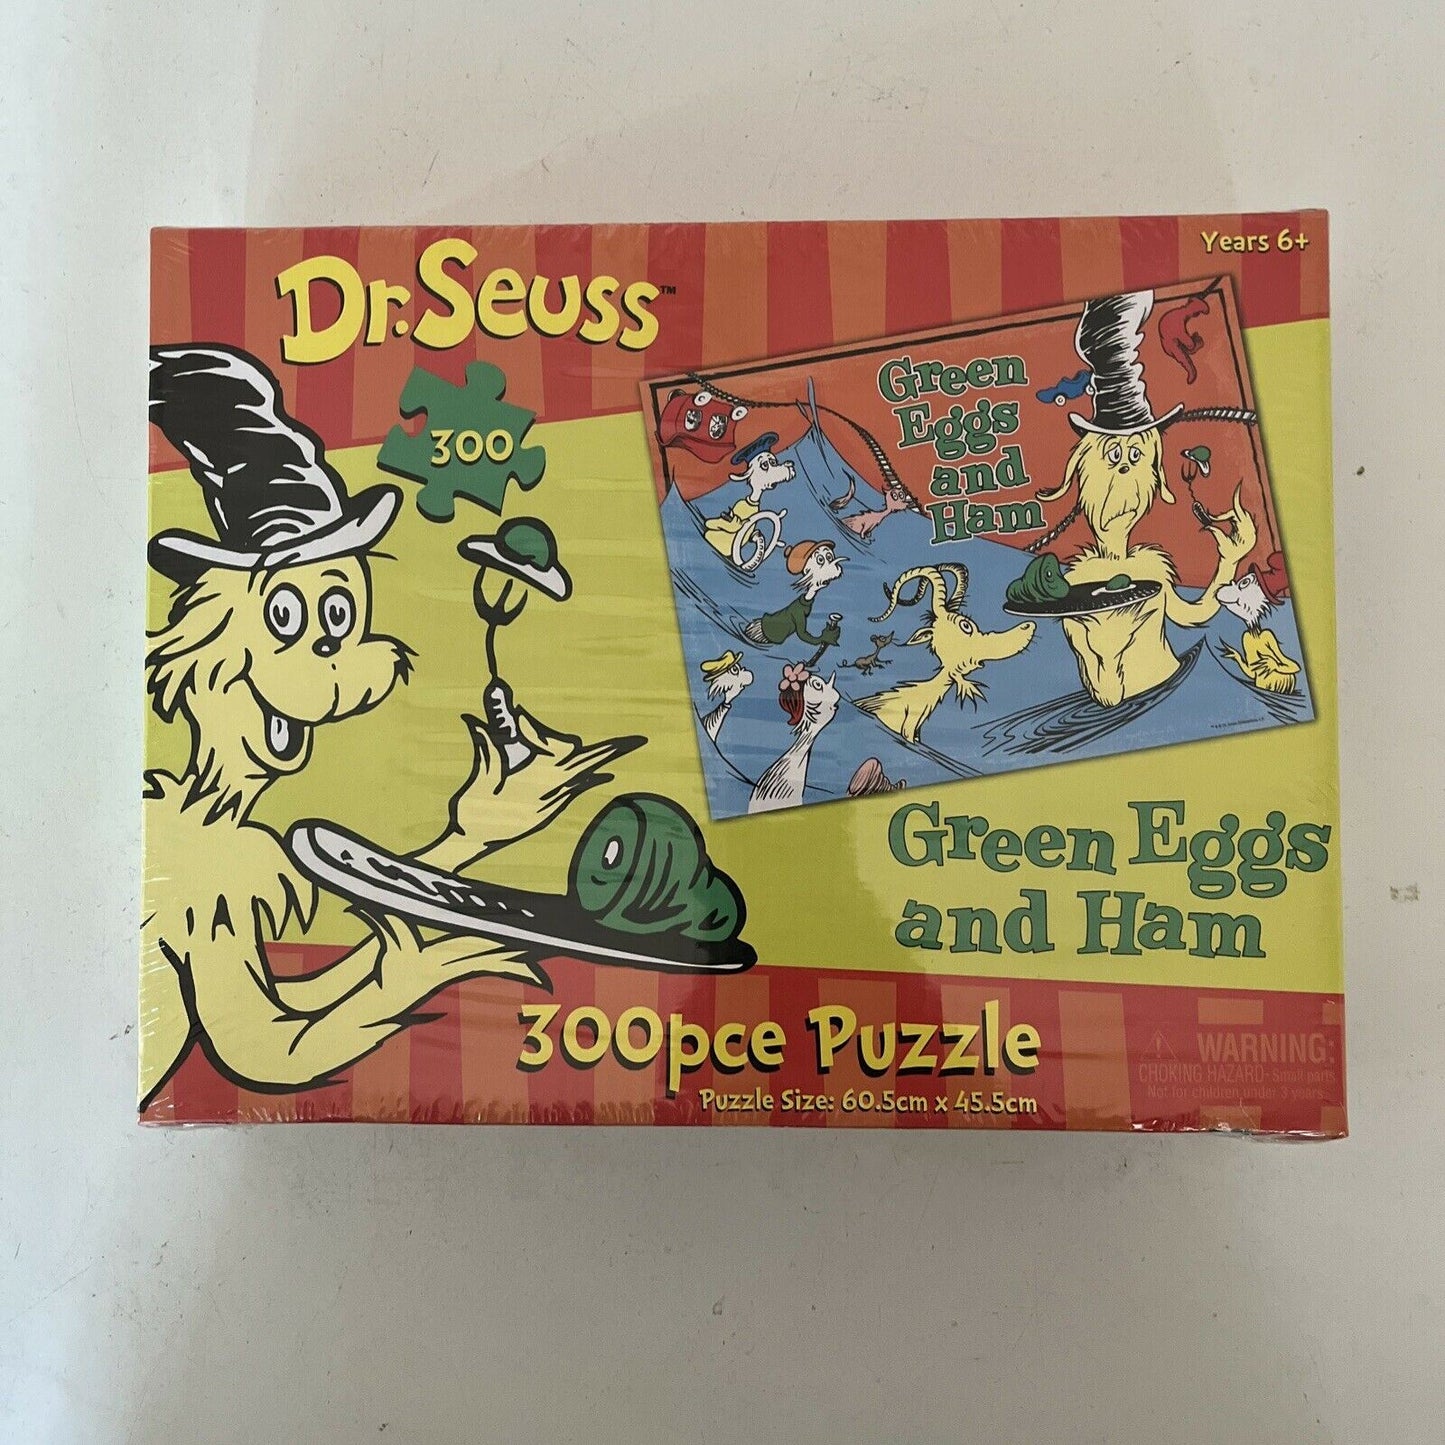 Years 6+
Dr. Seuss™
300
Green
Eggs
and
Ham
Green Eggs
and Ham
300pce Puzzle
Puzzle Size: 60.5cm x 45.5cm
WARNING:
CHOKING HAZARD- Small parts
Not for children under 3 years